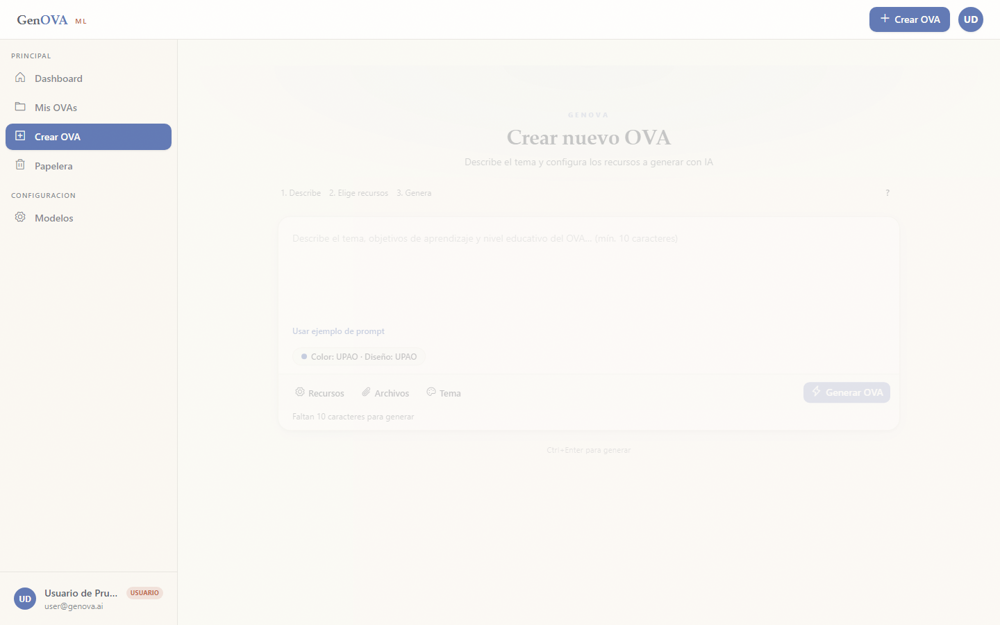 GenOVA ML
+ Crear OVA
UD
PRINCIPAL
Dashboard
Mis OVAs
Crear OVA
Papelera
CONFIGURACION
Modelos
UD
Usuario de Pru...
USUARIO
user@genova.ai
GENOVA
Crear nuevo OVA
Describe el tema y configura los recursos a generar con IA
1. Describe 2. Elige recursos 3. Genera
?
Describe el tema, objetivos de aprendizaje y nivel educativo del OVA... (mín. 10 caracteres)
Usar ejemplo de prompt
Color: UPAO · Diseño: UPAO
Recursos Archivos Tema
Generar OVA
Faltan 10 caracteres para generar
Ctrl+Enter para generar